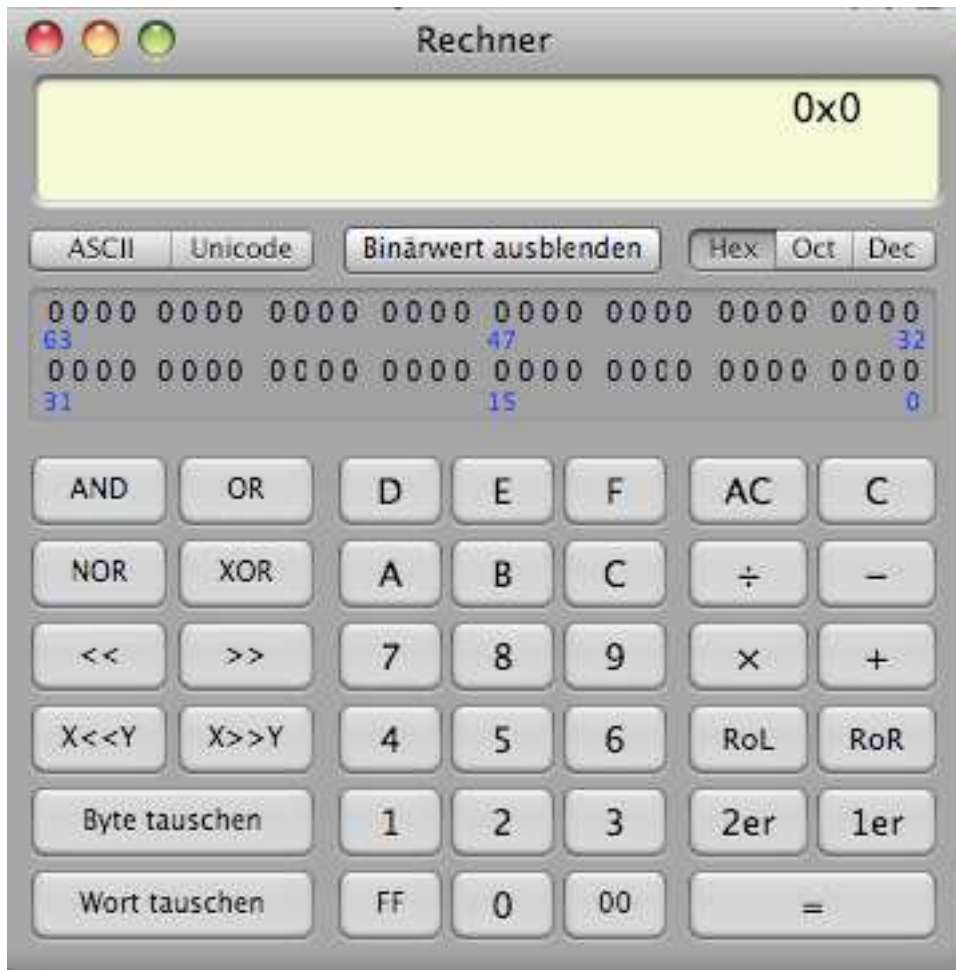 Rechner
0x0
ASCII Unicode Binärwert ausblenden Hex Oct Dec
0000 0000 0000 0000 0000 0000 0000 0000
63 47 32
0000 0000 0000 0000 0000 0000 0000 0000
31 15 0
AND OR D E F AC C
NOR XOR A B C ÷ −
<< >> 7 8 9 × +
X<<Y X>>Y 4 5 6 RoL RoR
Byte tauschen 1 2 3 2er 1er
Wort tauschen FF 0 00 =